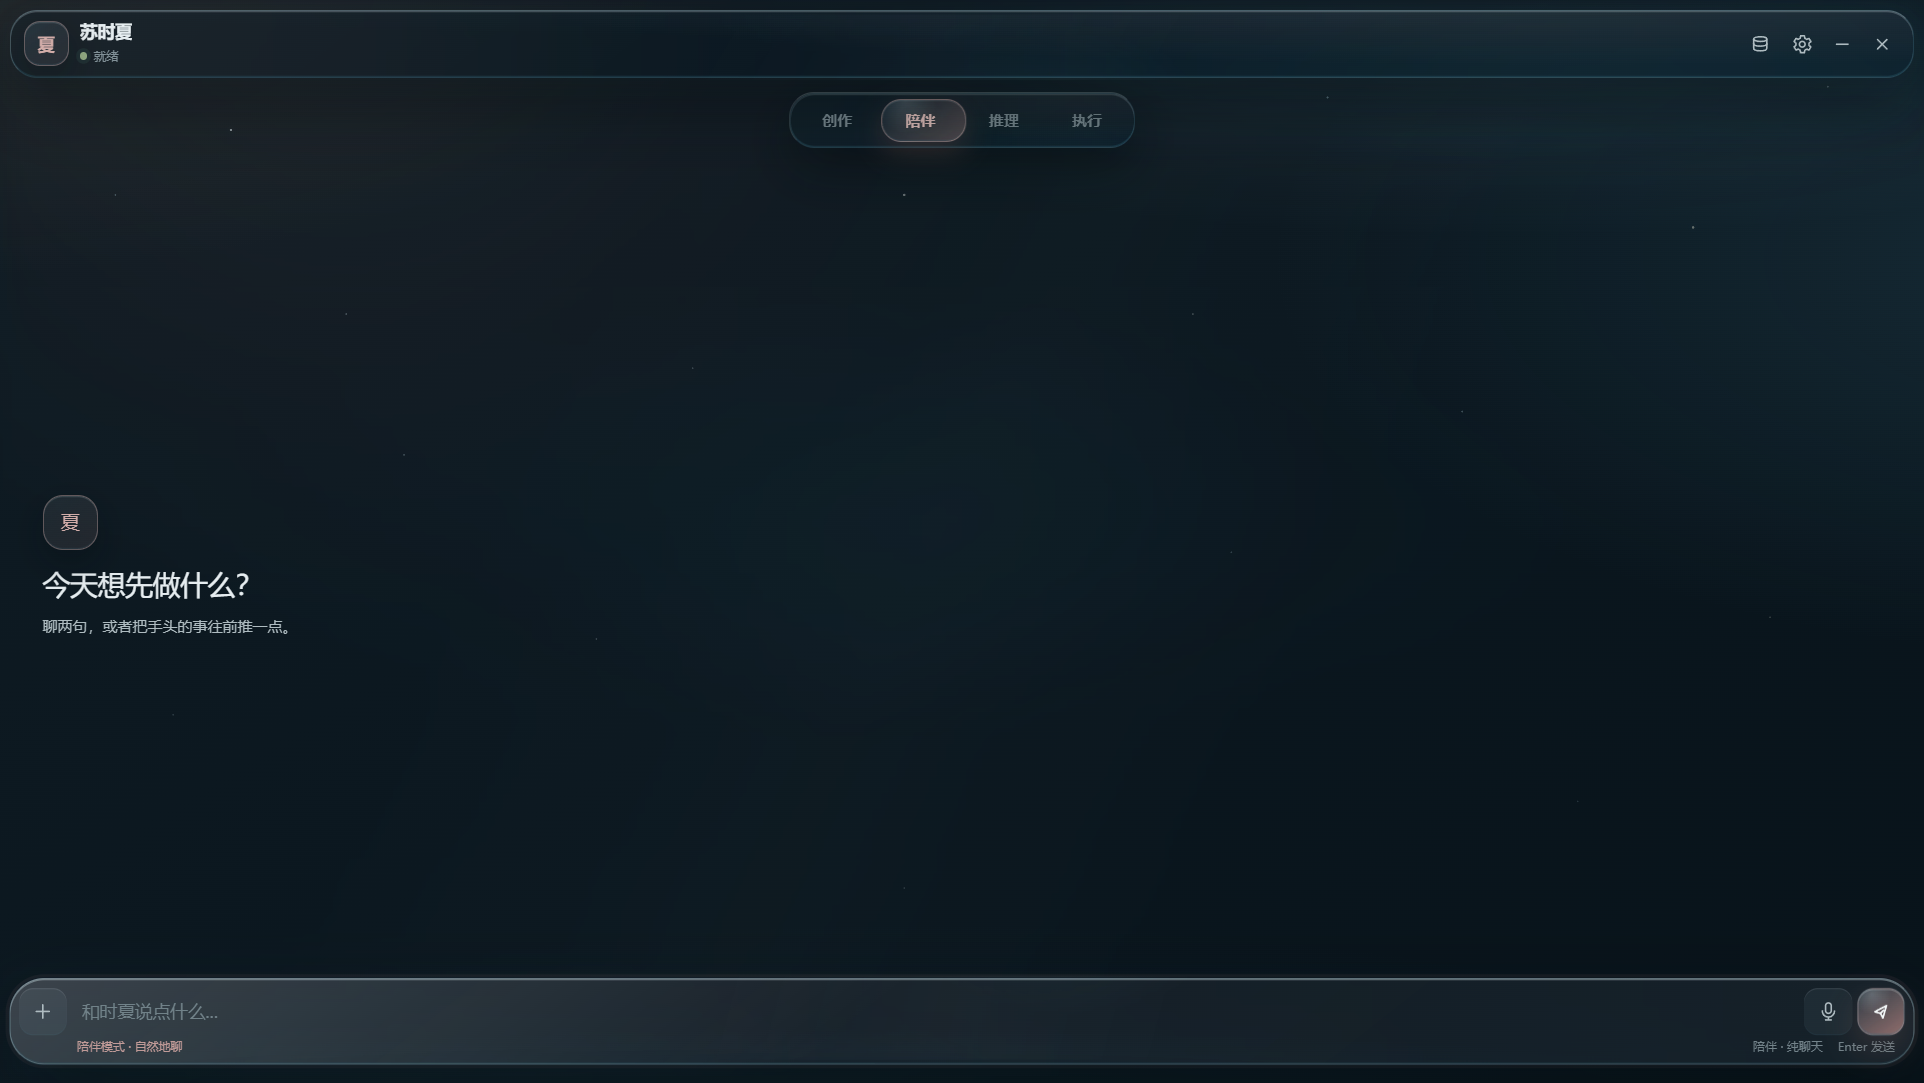 夏
苏时夏
就绪
创作 陪伴 推理 执行
夏
今天想先做什么？
聊两句，或者把手头的事往前推一点。
和时夏说点什么...
陪伴模式 · 自然地聊
陪伴 · 纯聊天 Enter 发送